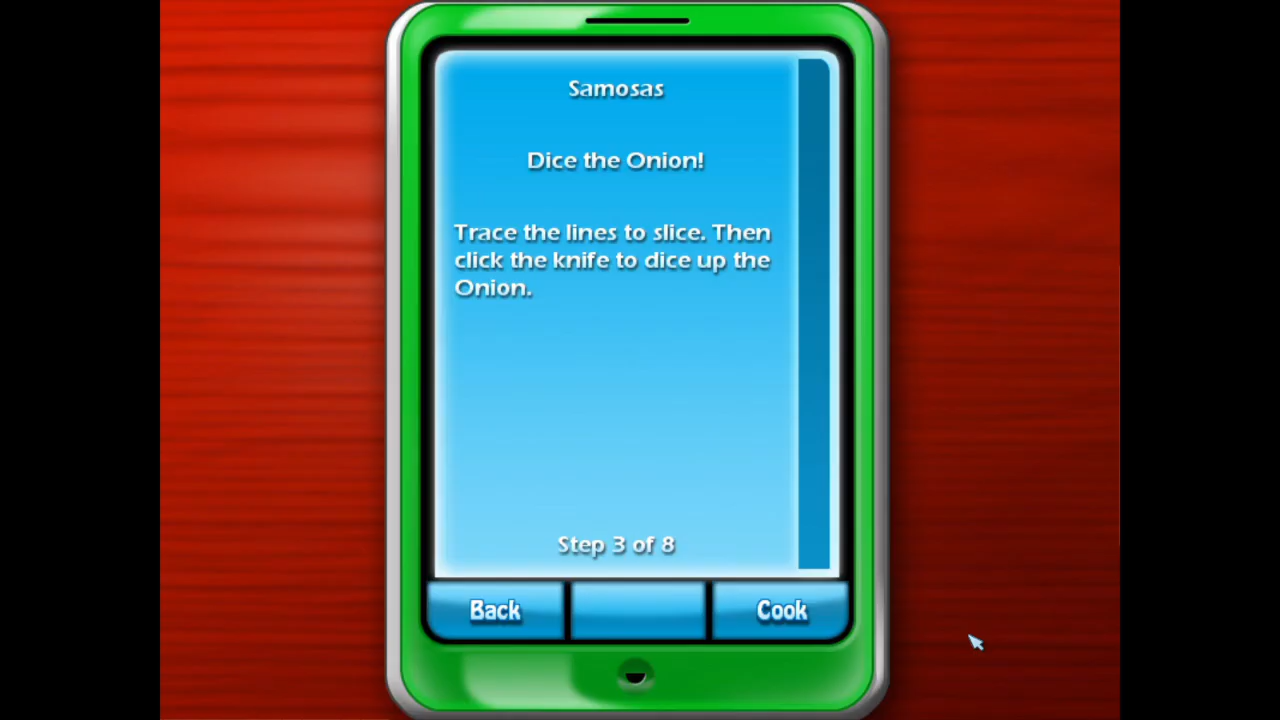 Samosas
Dice the Onion!
Trace the lines to slice. Then
click the knife to dice up the
Onion.
Step 3 of 8
Back
Cook